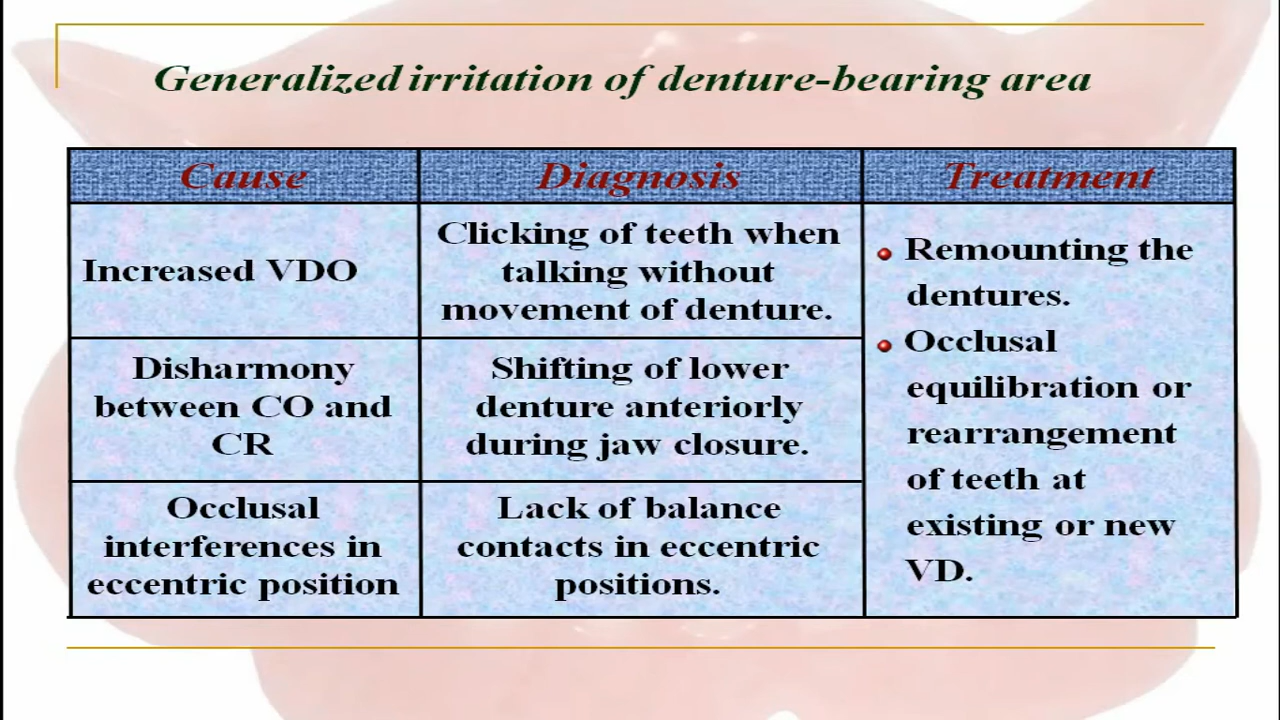 Generalized irritation of denture-bearing area
Cause
Diagnosis
Treatment
Increased VDO
Clicking of teeth when
talking without
movement of denture.
Disharmony
between CO and
CR
Shifting of lower
denture anteriorly
during jaw closure.
Occlusal
interferences in
eccentric position
Lack of balance
contacts in eccentric
positions.
Remounting the
dentures.
Occlusal
equilibration or
rearrangement
of teeth at
existing or new
VD.